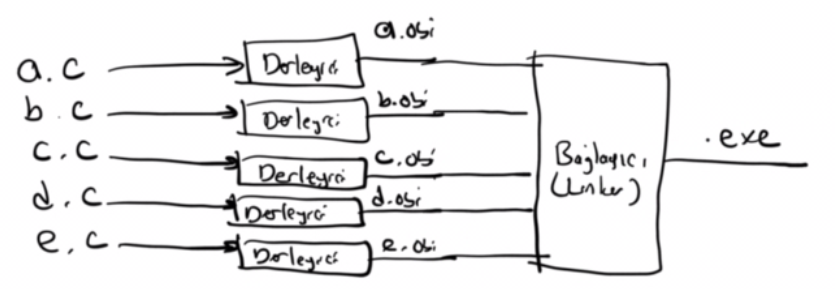 a.c Derleyici a.obj
b.c Derleyici b.obj
c.c Derleyici c.obj
d.c Derleyici d.obj
e.c Derleyici e.obj
Bağlayıcı
(Linker)
.exe